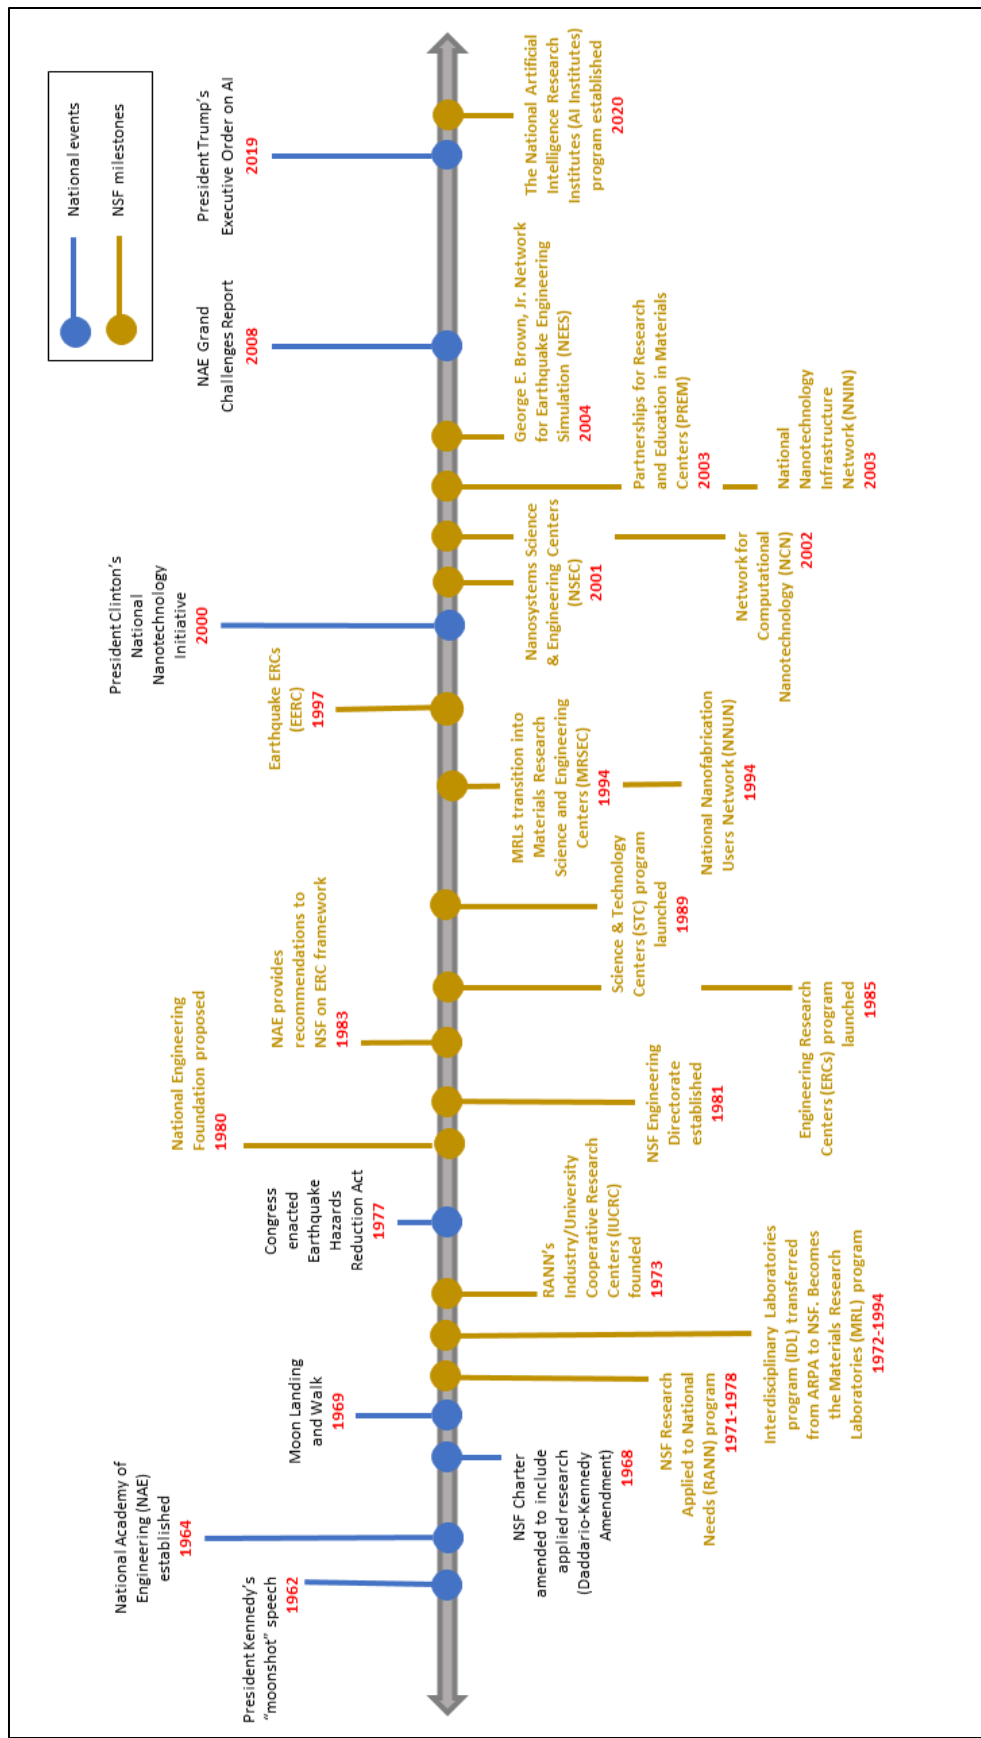 National events
NSF milestones
President Kennedy's
"moonshot" speech
1962
National Academy of
Engineering (NAE)
established
1964
NSF Charter
amended to include
applied research
(Daddario-Kennedy
Amendment)
1968
Moon Landing
and Walk
1969
NSF Research
Applied to National
Needs (RANN) program
1971-1978
Interdisciplinary Laboratories
program (IDL) transferred
from ARPA to NSF. Becomes
the Materials Research
Laboratories (MRL) program
1972-1994
RANN's
Industry/University
Cooperative Research
Centers (IUCRC)
founded
1973
Congress
enacted
Earthquake
Hazards
Reduction Act
1977
National Engineering
Foundation proposed
1980
NSF Engineering
Directorate
established
1981
NAE provides
recommendations to
NSF on ERC framework
1983
Engineering Research
Centers (ERCs) program
launched
1985
Science & Technology
Centers (STC) program
launched
1989
MRLs transition into
Materials Research
Science and Engineering
Centers (MRSEC)
1994
National Nanofabrication
Users Network (NNUN)
1994
Earthquake ERCs
(EERC)
1997
President Clinton's
National
Nanotechnology
Initiative
2000
Nanosystems Science
& Engineering Centers
(NSEC)
2001
Network for
Computational
Nanotechnology (NCN)
2002
Partnerships for Research
and Education in Materials
Centers (PREM)
2003
National
Nanotechnology
Infrastructure
Network (NNIN)
2003
George E. Brown, Jr. Network
for Earthquake Engineering
Simulation (NEES)
2004
NAE Grand
Challenges Report
2008
President Trump's
Executive Order on AI
2019
The National Artificial
Intelligence Research
Institutes (AI Institutes)
program established
2020